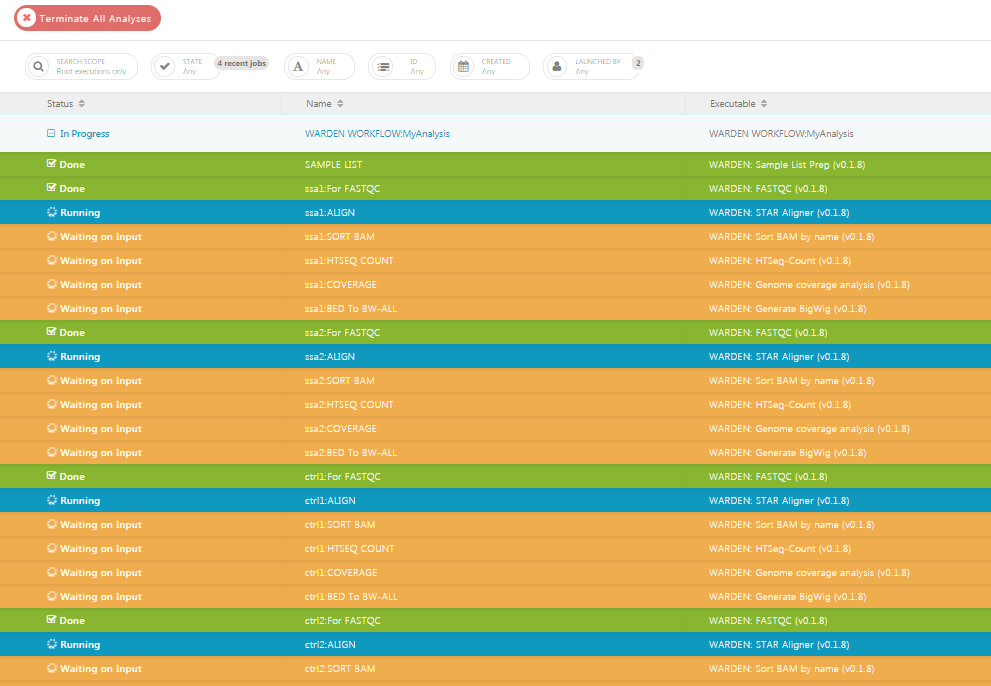 Terminate All Analyses
SEARCH SCOPE
Root executions only
STATE
Any
4 recent jobs
NAME
Any
ID
Any
CREATED
Any
LAUNCHED BY
Any
2
Status Name Executable
In Progress WARDEN WORKFLOW:MyAnalysis WARDEN WORKFLOW:MyAnalysis
Done SAMPLE LIST WARDEN: Sample List Prep (v0.1.8)
Done ssa1:For FASTQC WARDEN: FASTQC (v0.1.8)
Running ssa1:ALIGN WARDEN: STAR Aligner (v0.1.8)
Waiting on Input ssa1:SORT BAM WARDEN: Sort BAM by name (v0.1.8)
Waiting on Input ssa1:HTSEQ COUNT WARDEN: HTSeq-Count (v0.1.8)
Waiting on Input ssa1:COVERAGE WARDEN: Genome coverage analysis (v0.1.8)
Waiting on Input ssa1:BED To BW-ALL WARDEN: Generate BigWig (v0.1.8)
Done ssa2:For FASTQC WARDEN: FASTQC (v0.1.8)
Running ssa2:ALIGN WARDEN: STAR Aligner (v0.1.8)
Waiting on Input ssa2:SORT BAM WARDEN: Sort BAM by name (v0.1.8)
Waiting on Input ssa2:HTSEQ COUNT WARDEN: HTSeq-Count (v0.1.8)
Waiting on Input ssa2:COVERAGE WARDEN: Genome coverage analysis (v0.1.8)
Waiting on Input ssa2:BED To BW-ALL WARDEN: Generate BigWig (v0.1.8)
Done ctrl1:For FASTQC WARDEN: FASTQC (v0.1.8)
Running ctrl1:ALIGN WARDEN: STAR Aligner (v0.1.8)
Waiting on Input ctrl1:SORT BAM WARDEN: Sort BAM by name (v0.1.8)
Waiting on Input ctrl1:HTSEQ COUNT WARDEN: HTSeq-Count (v0.1.8)
Waiting on Input ctrl1:COVERAGE WARDEN: Genome coverage analysis (v0.1.8)
Waiting on Input ctrl1:BED To BW-ALL WARDEN: Generate BigWig (v0.1.8)
Done ctrl2:For FASTQC WARDEN: FASTQC (v0.1.8)
Running ctrl2:ALIGN WARDEN: STAR Aligner (v0.1.8)
Waiting on Input ctrl2:SORT BAM WARDEN: Sort BAM by name (v0.1.8)